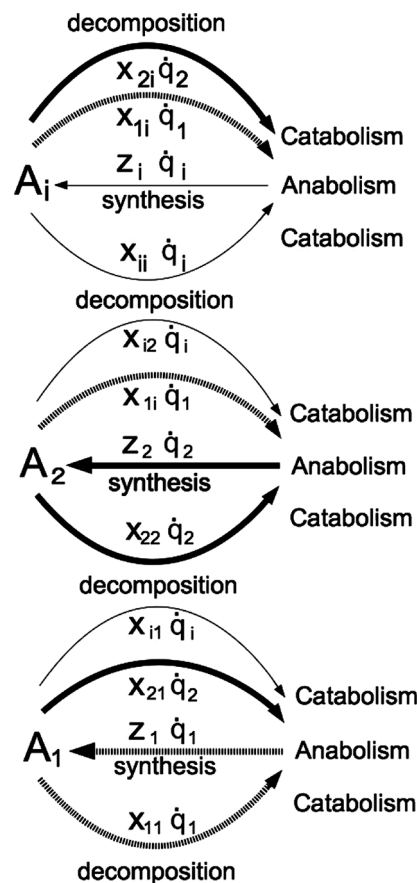 decomposition
x2i q̇2
x1i q̇1 Catabolism
zi q̇i
Ai Anabolism
synthesis
xii q̇i Catabolism
decomposition
xi2 q̇i
x1i q̇1 Catabolism
z2 q̇2
A2 Anabolism
synthesis
x22 q̇2 Catabolism
decomposition
xi1 q̇i
x21 q̇2 Catabolism
z1 q̇1
A1 Anabolism
synthesis
x11 q̇1 Catabolism
decomposition